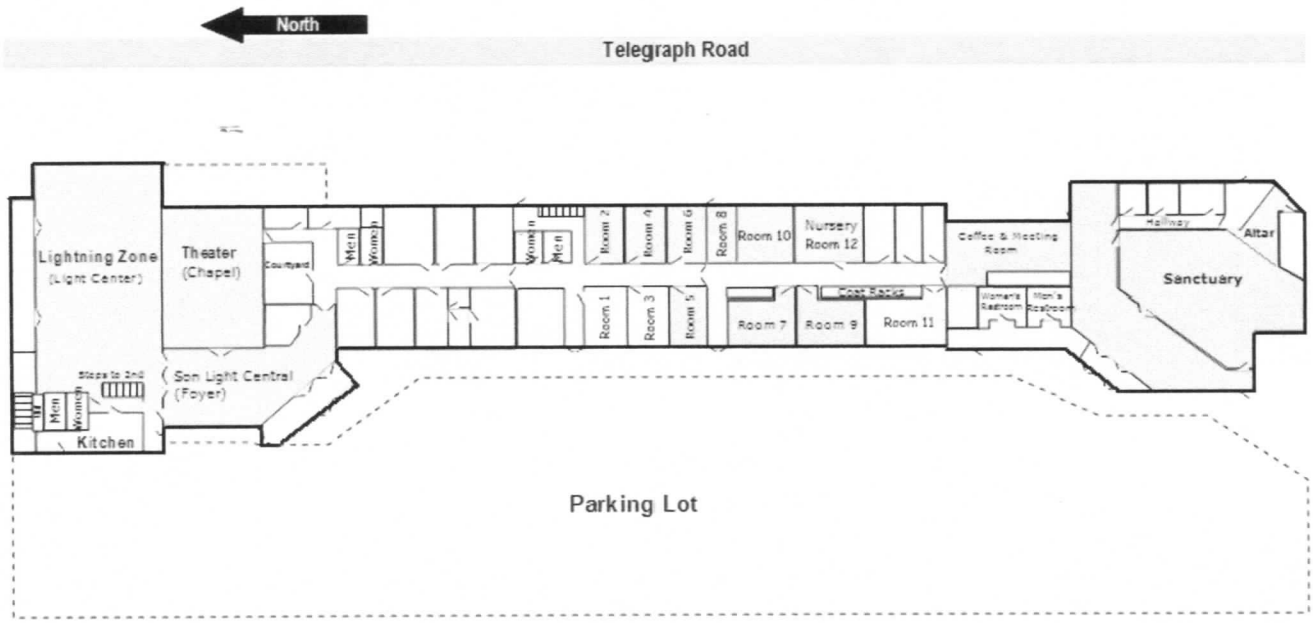 North
Telegraph Road
Lightning Zone
(Light Center)
Theater
(Chapel)
Courtyard
Men
Women
Women
Men
Room 2
Room 4
Room 6
Room 8
Room 10
Nursery
Room 12
Coffee & Meeting
Room
Hallway
Altar
Sanctuary
Room 1
Room 3
Room 5
Room 7
Coat Racks
Room 9
Room 11
Women's
Restroom
Men's
Restroom
Steps to 2nd
Son Light Central
(Foyer)
Men
Women
Kitchen
Parking Lot